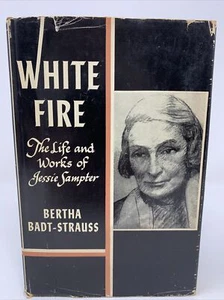 WHITE
FIRE
The Life and
Works of
Jessie Sampter
BERTHA
BADT-STRAUSS